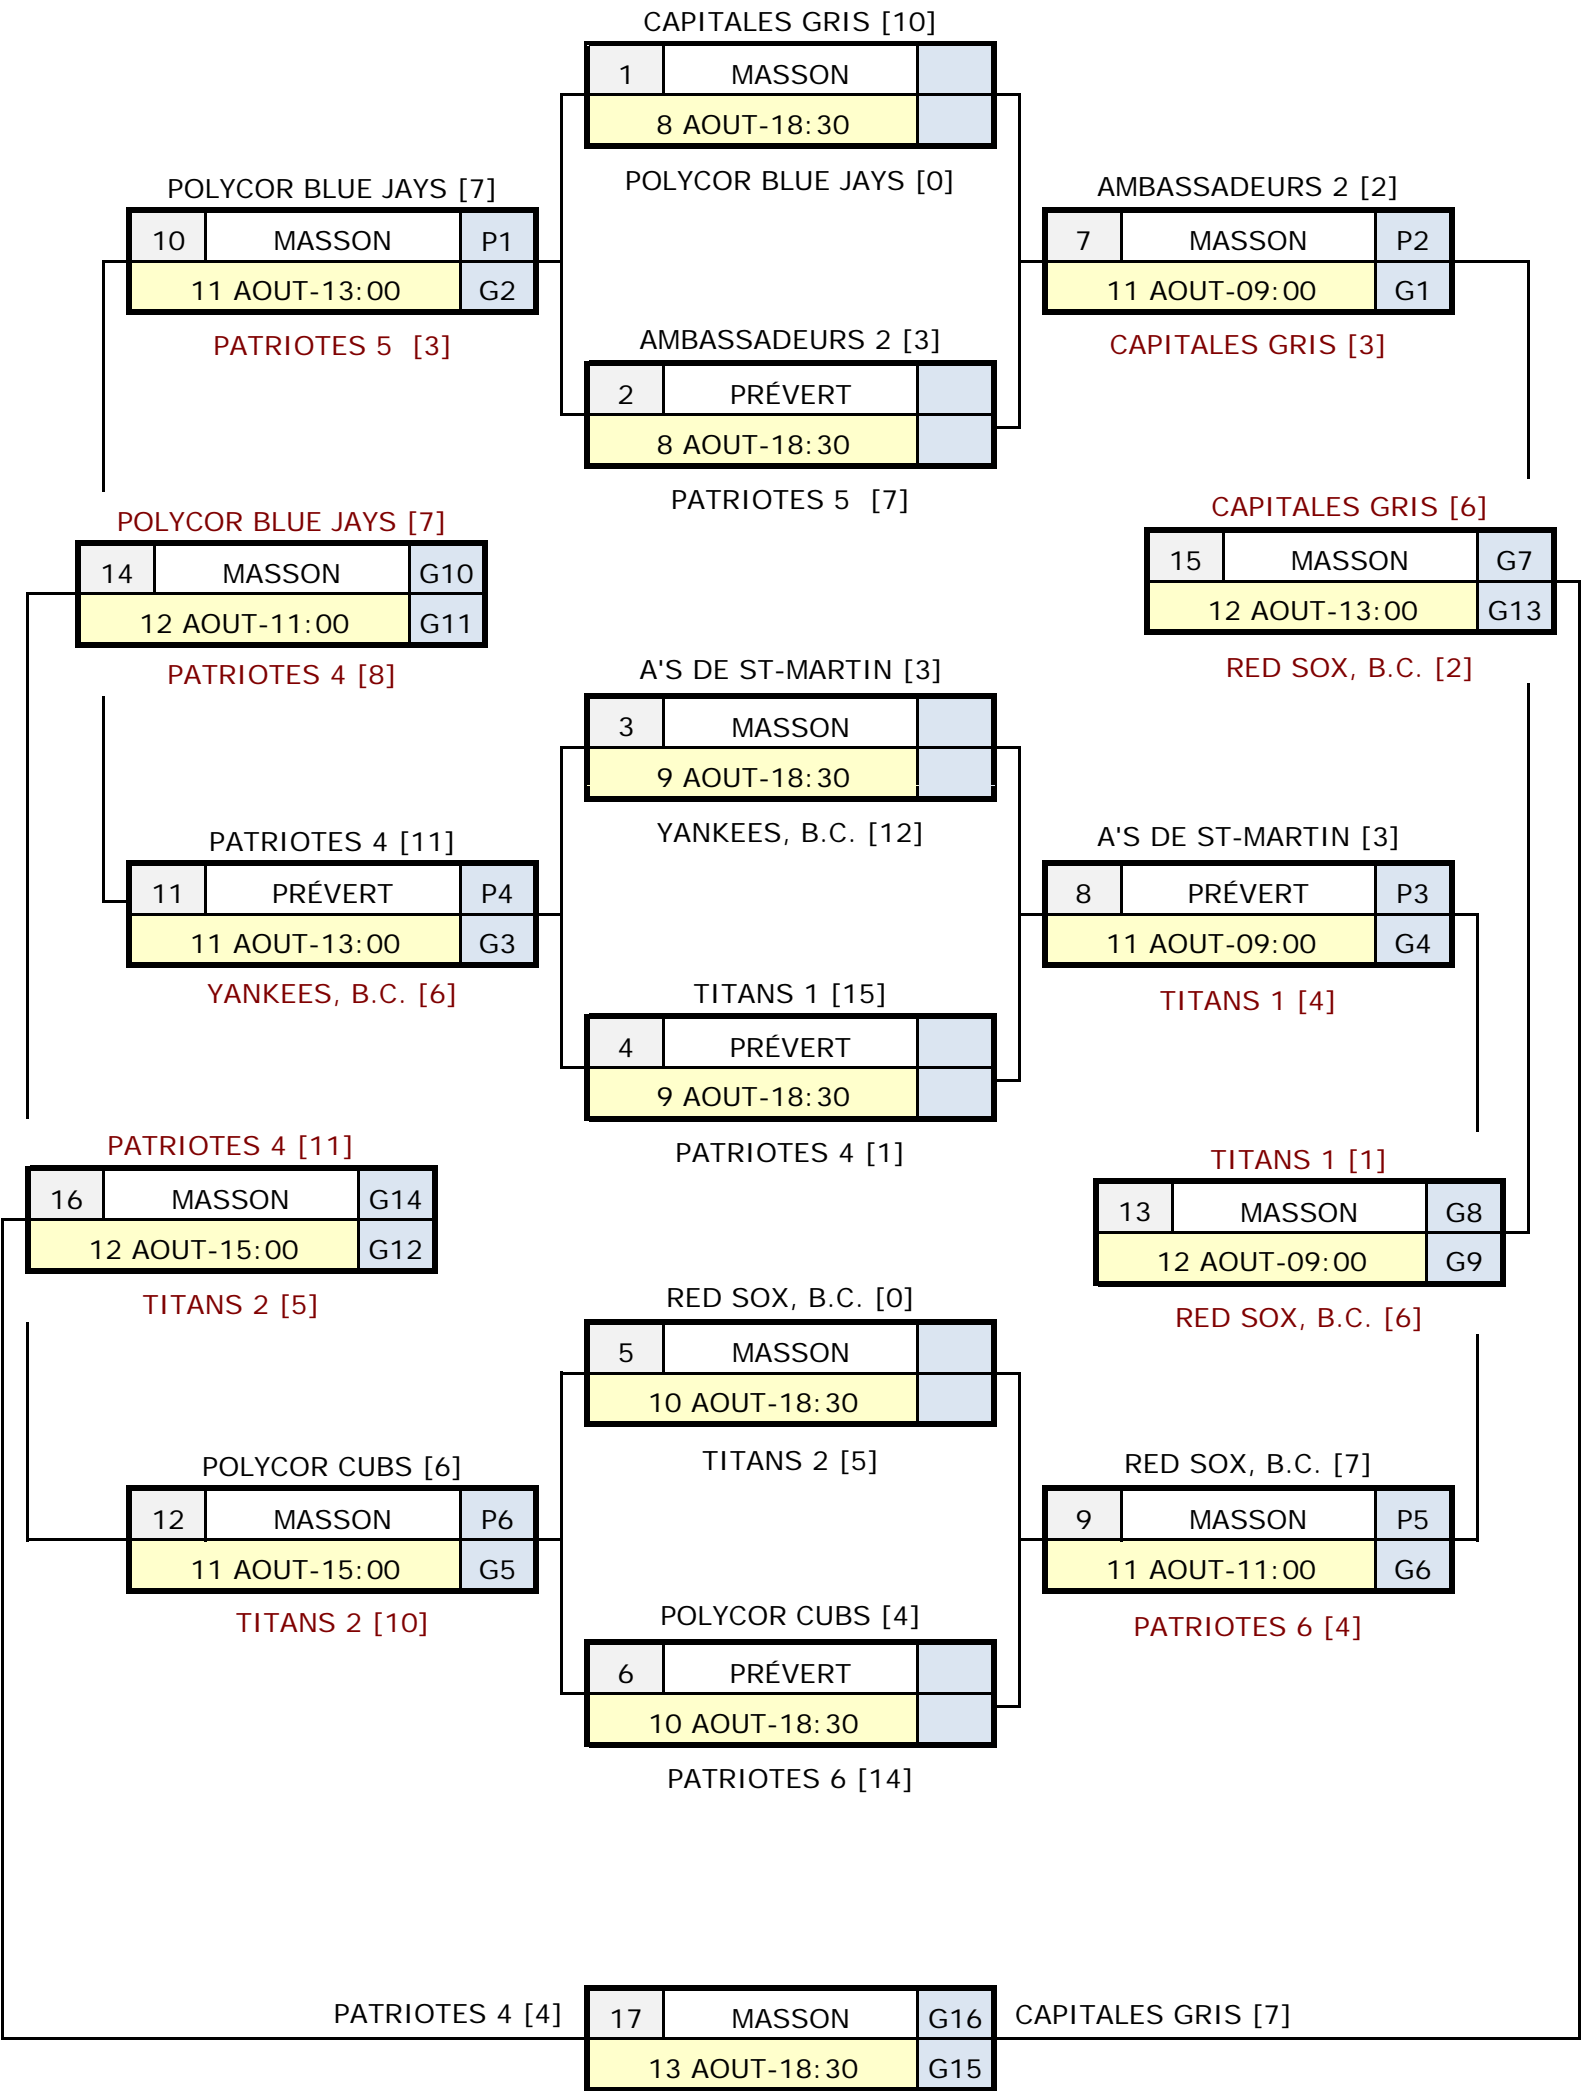 CAPITALES GRIS [10]
1 MASSON
8 AOUT-18:30
POLYCOR BLUE JAYS [0]
POLYCOR BLUE JAYS [7]
10 MASSON P1
11 AOUT-13:00 G2
PATRIOTES 5 [3]
AMBASSADEURS 2 [2]
7 MASSON P2
11 AOUT-09:00 G1
CAPITALES GRIS [3]
AMBASSADEURS 2 [3]
2 PRÉVERT
8 AOUT-18:30
PATRIOTES 5 [7]
POLYCOR BLUE JAYS [7]
14 MASSON G10
12 AOUT-11:00 G11
PATRIOTES 4 [8]
CAPITALES GRIS [6]
15 MASSON G7
12 AOUT-13:00 G13
RED SOX, B.C. [2]
A'S DE ST-MARTIN [3]
3 MASSON
9 AOUT-18:30
YANKEES, B.C. [12]
PATRIOTES 4 [11]
11 PRÉVERT P4
11 AOUT-13:00 G3
YANKEES, B.C. [6]
A'S DE ST-MARTIN [3]
8 PRÉVERT P3
11 AOUT-09:00 G4
TITANS 1 [4]
TITANS 1 [15]
4 PRÉVERT
9 AOUT-18:30
PATRIOTES 4 [1]
PATRIOTES 4 [11]
16 MASSON G14
12 AOUT-15:00 G12
TITANS 2 [5]
TITANS 1 [1]
13 MASSON G8
12 AOUT-09:00 G9
RED SOX, B.C. [6]
RED SOX, B.C. [0]
5 MASSON
10 AOUT-18:30
TITANS 2 [5]
POLYCOR CUBS [6]
12 MASSON P6
11 AOUT-15:00 G5
TITANS 2 [10]
RED SOX, B.C. [7]
9 MASSON P5
11 AOUT-11:00 G6
PATRIOTES 6 [4]
POLYCOR CUBS [4]
6 PRÉVERT
10 AOUT-18:30
PATRIOTES 6 [14]
PATRIOTES 4 [4] 17 MASSON G16 CAPITALES GRIS [7]
13 AOUT-18:30 G15